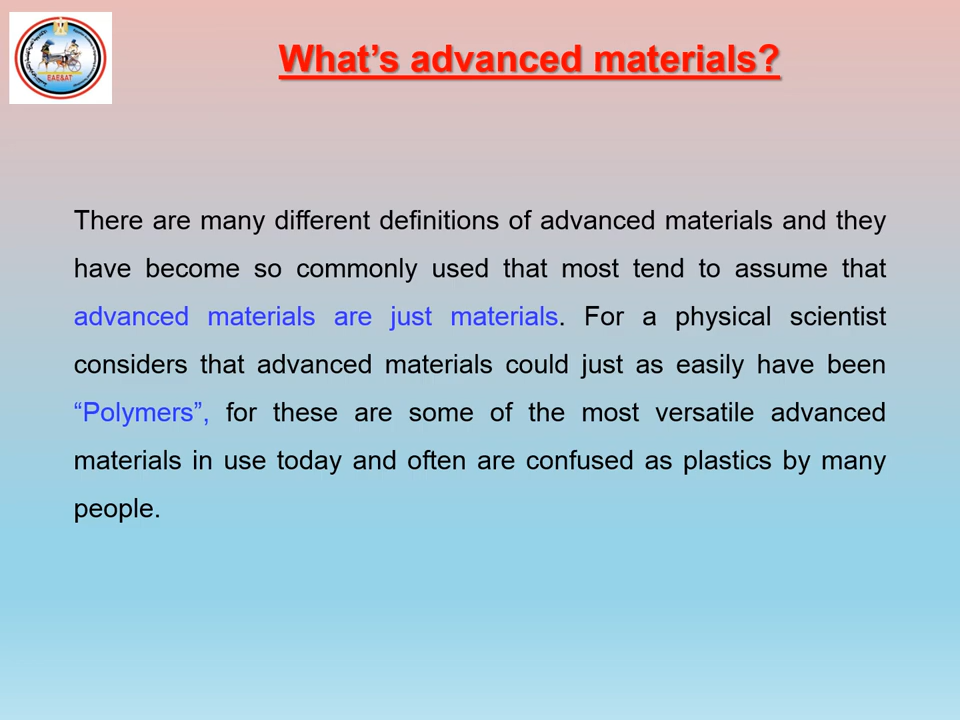 EAE&AT
What’s advanced materials?
There are many different definitions of advanced materials and they
have become so commonly used that most tend to assume that
advanced materials are just materials. For a physical scientist
considers that advanced materials could just as easily have been
“Polymers”, for these are some of the most versatile advanced
materials in use today and often are confused as plastics by many
people.